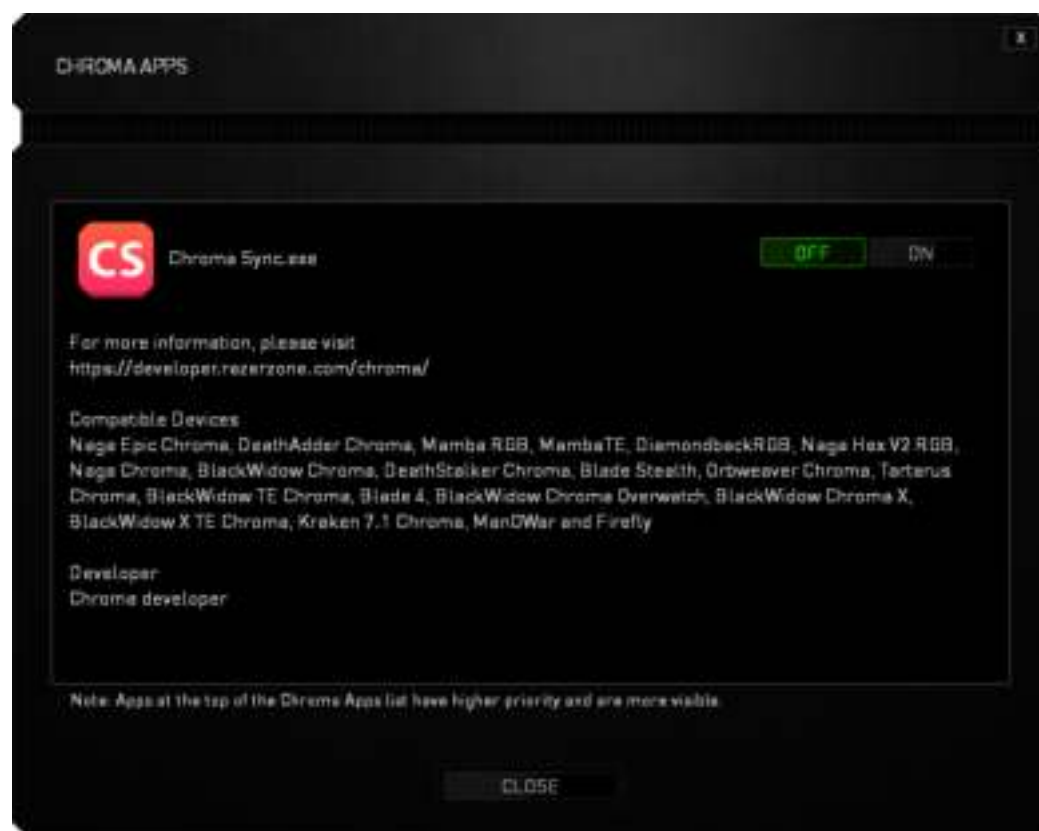 CHROMA APPS
X
CS
Chroma Sync.exe
OFF
ON
For more information, please visit
https://developer.razerzone.com/chroma/
Compatible Devices
Naga Epic Chroma, DeathAdder Chroma, Mamba RGB, MambaTE, DiamondbackRGB, Naga Hex V2 RGB,
Naga Chroma, BlackWidow Chroma, DeathStalker Chroma, Blade Stealth, Orbweaver Chroma, Tartarus
Chroma, BlackWidow TE Chroma, Blade 4, BlackWidow Chroma Overwatch, BlackWidow Chroma X,
BlackWidow X TE Chroma, Kraken 7.1 Chroma, ManOWar and Firefly
Developer
Chroma developer
Note: Apps at the top of the Chroma Apps list have higher priority and are more visible.
CLOSE